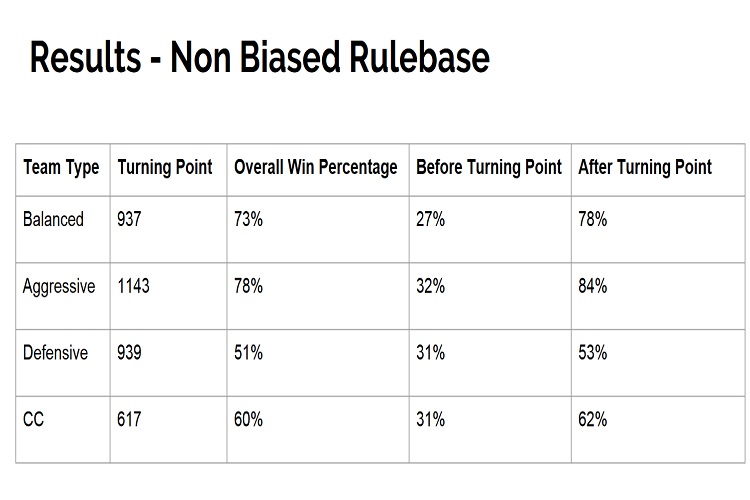 Results - Non Biased Rulebase
Team Type Turning Point Overall Win Percentage Before Turning Point After Turning Point
Balanced 937 73% 27% 78%
Aggressive 1143 78% 32% 84%
Defensive 939 51% 31% 53%
CC 617 60% 31% 62%